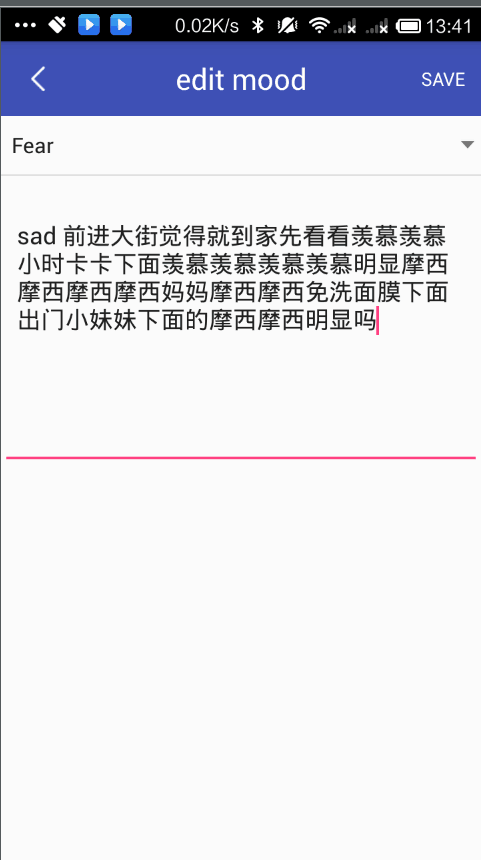 0.02K/s 13:41
edit mood SAVE
Fear
sad 前进大街觉得就到家先看看羡慕羡慕
小时卡卡下面羡慕羡慕羡慕羡慕明显摩西
摩西摩西摩西妈妈摩西摩西免洗面膜下面
出门小妹妹下面的摩西摩西明显吗